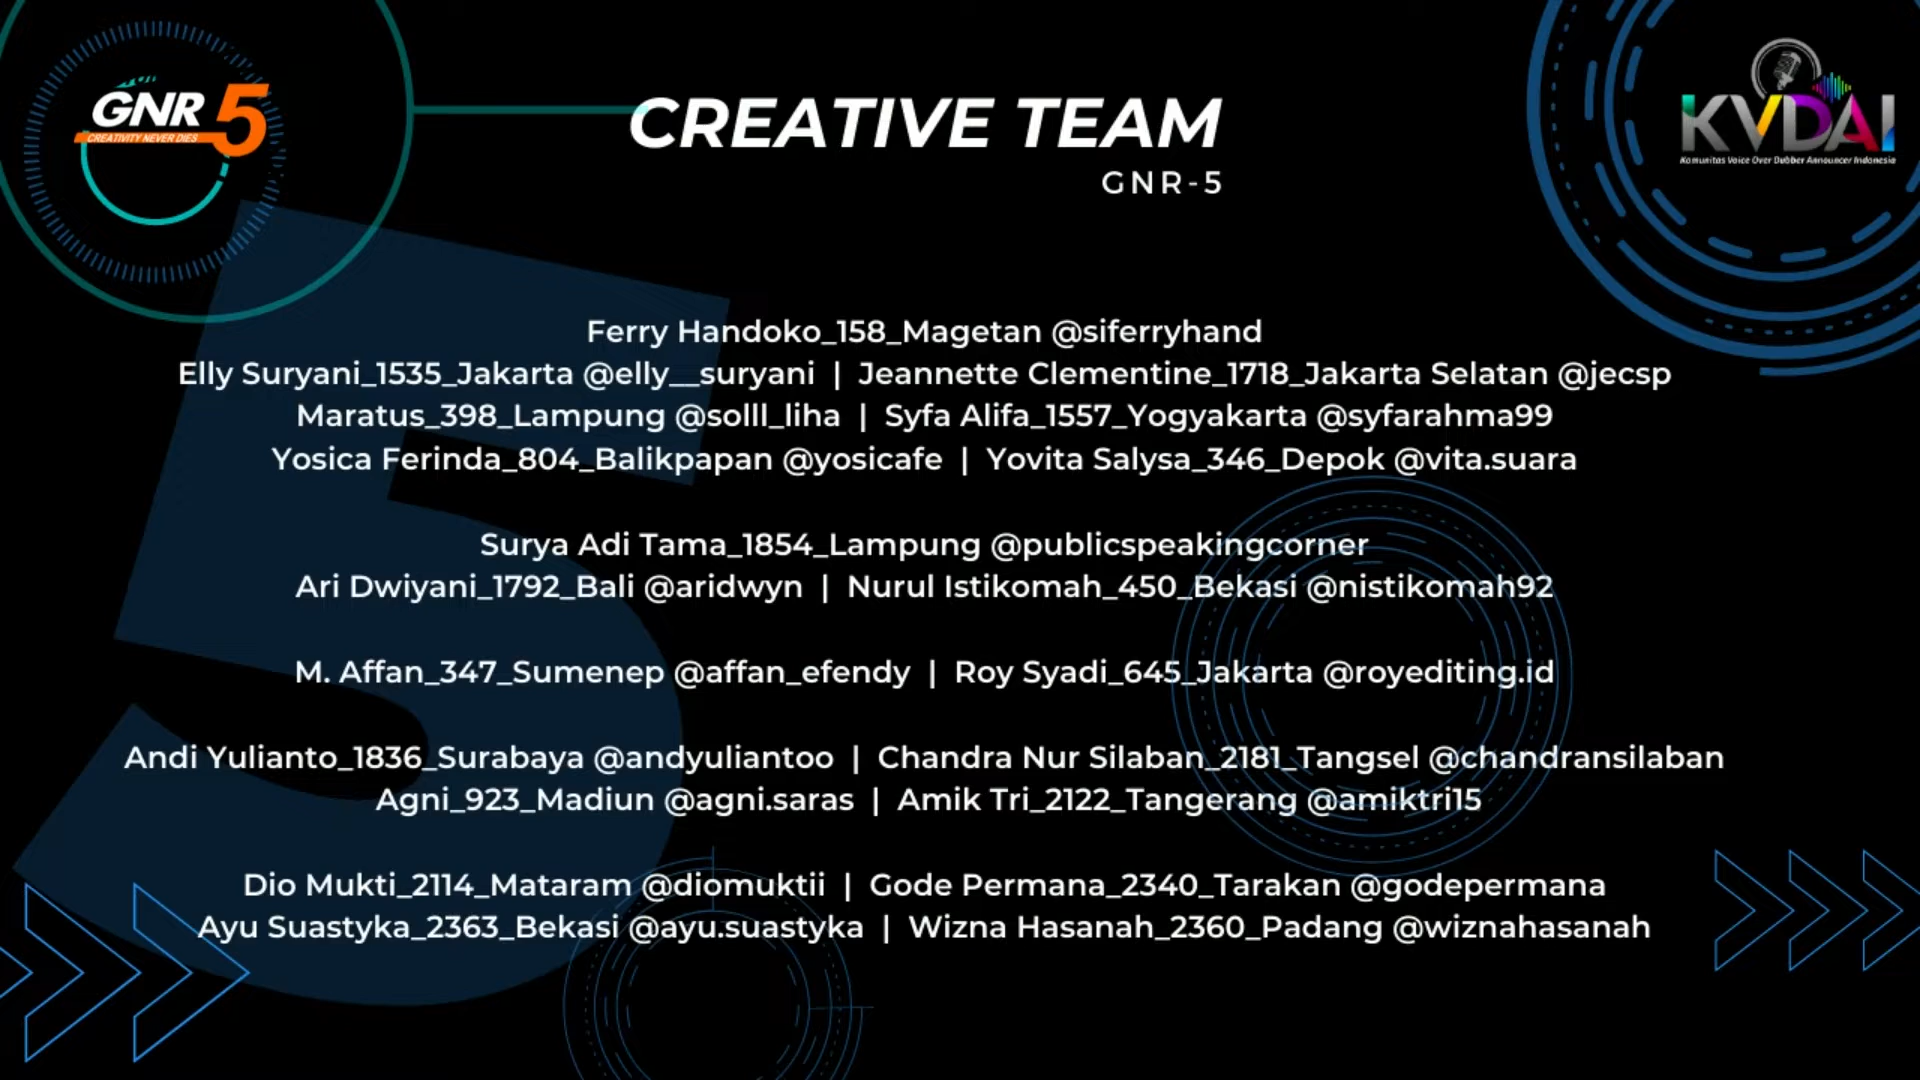 GNR 5
CREATIVITY NEVER DIES
CREATIVE TEAM
GNR-5
KVDAI
Komunitas Voice Over Dubber Announcer Indonesia
Ferry Handoko_158_Magetan @siferryhand
Elly Suryani_1535_Jakarta @elly__suryani | Jeannette Clementine_1718_Jakarta Selatan @jecsp
Maratus_398_Lampung @solll_liha | Syfa Alifa_1557_Yogyakarta @syfarahma99
Yosica Ferinda_804_Balikpapan @yosicafe | Yovita Salysa_346_Depok @vita.suara
Surya Adi Tama_1854_Lampung @publicspeakingcorner
Ari Dwiyani_1792_Bali @aridwyn | Nurul Istikomah_450_Bekasi @nistikomah92
M. Affan_347_Sumenep @affan_efendy | Roy Syadi_645_Jakarta @royediting.id
Andi Yulianto_1836_Surabaya @andyuliantoo | Chandra Nur Silaban_2181_Tangsel @chandransilaban
Agni_923_Madiun @agni.saras | Amik Tri_2122_Tangerang @amiktri15
Dio Mukti_2114_Mataram @diomuktii | Gode Permana_2340_Tarakan @godepermana
Ayu Suastyka_2363_Bekasi @ayu.suastyka | Wizna Hasanah_2360_Padang @wiznahasanah